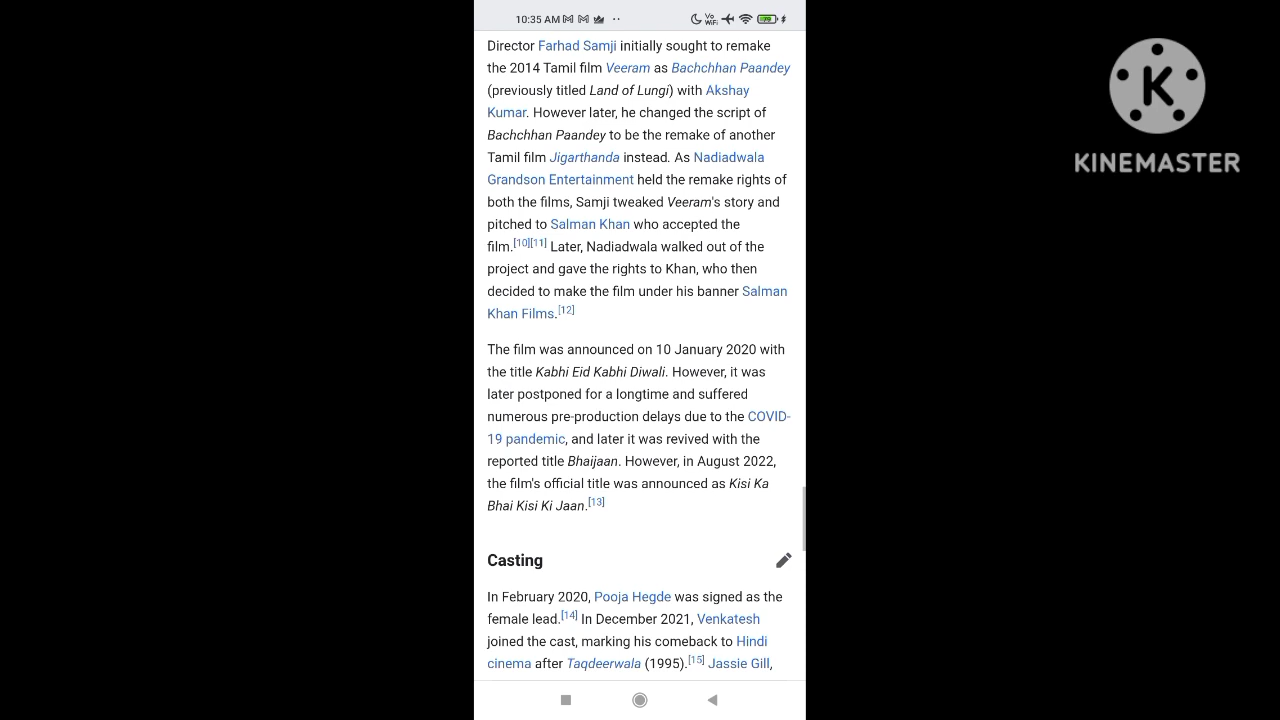 10:35 AM
Vo
WiFi
79
Director Farhad Samji initially sought to remake
the 2014 Tamil film Veeram as Bachchhan Paandey
(previously titled Land of Lungi) with Akshay
Kumar. However later, he changed the script of
Bachchhan Paandey to be the remake of another
Tamil film Jigarthanda instead. As Nadiadwala
Grandson Entertainment held the remake rights of
both the films, Samji tweaked Veeram's story and
pitched to Salman Khan who accepted the
film.[10][11] Later, Nadiadwala walked out of the
project and gave the rights to Khan, who then
decided to make the film under his banner Salman
Khan Films.[12]
The film was announced on 10 January 2020 with
the title Kabhi Eid Kabhi Diwali. However, it was
later postponed for a longtime and suffered
numerous pre-production delays due to the COVID-
19 pandemic, and later it was revived with the
reported title Bhaijaan. However, in August 2022,
the film's official title was announced as Kisi Ka
Bhai Kisi Ki Jaan.[13]
Casting
In February 2020, Pooja Hegde was signed as the
female lead.[14] In December 2021, Venkatesh
joined the cast, marking his comeback to Hindi
cinema after Taqdeerwala (1995).[15] Jassie Gill,
K
KINEMASTER